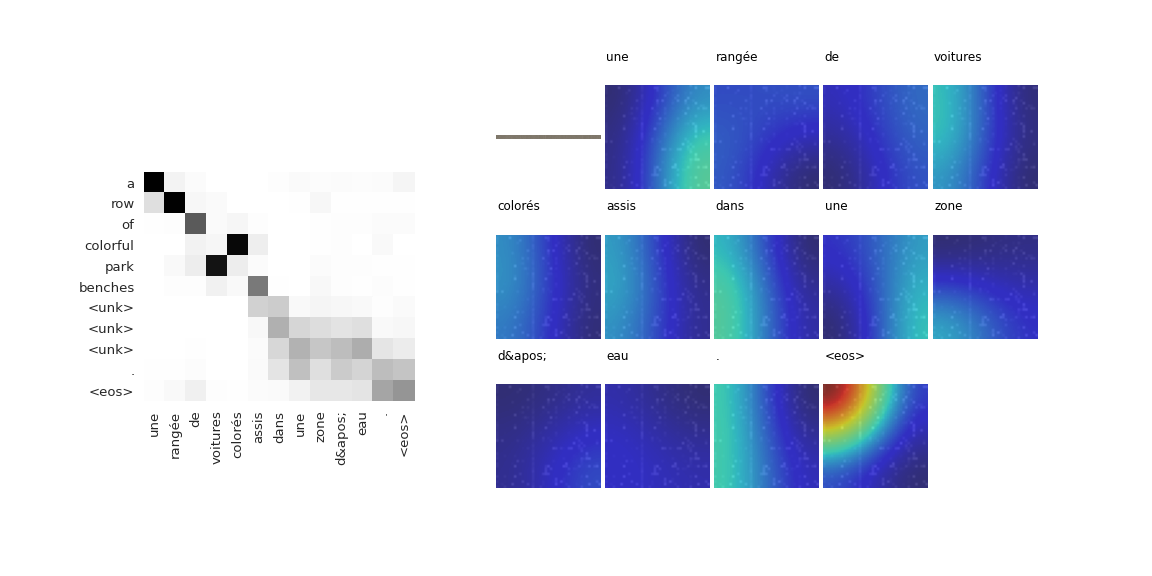 a
row
of
colorful
park
benches
<unk>
<unk>
<unk>
.
<eos>
une
rangée
de
voitures
colorés
assis
dans
une
zone
d&apos;
eau
.
<eos>
une rangée de voitures
colorés assis dans une zone
d&apos; eau . <eos>